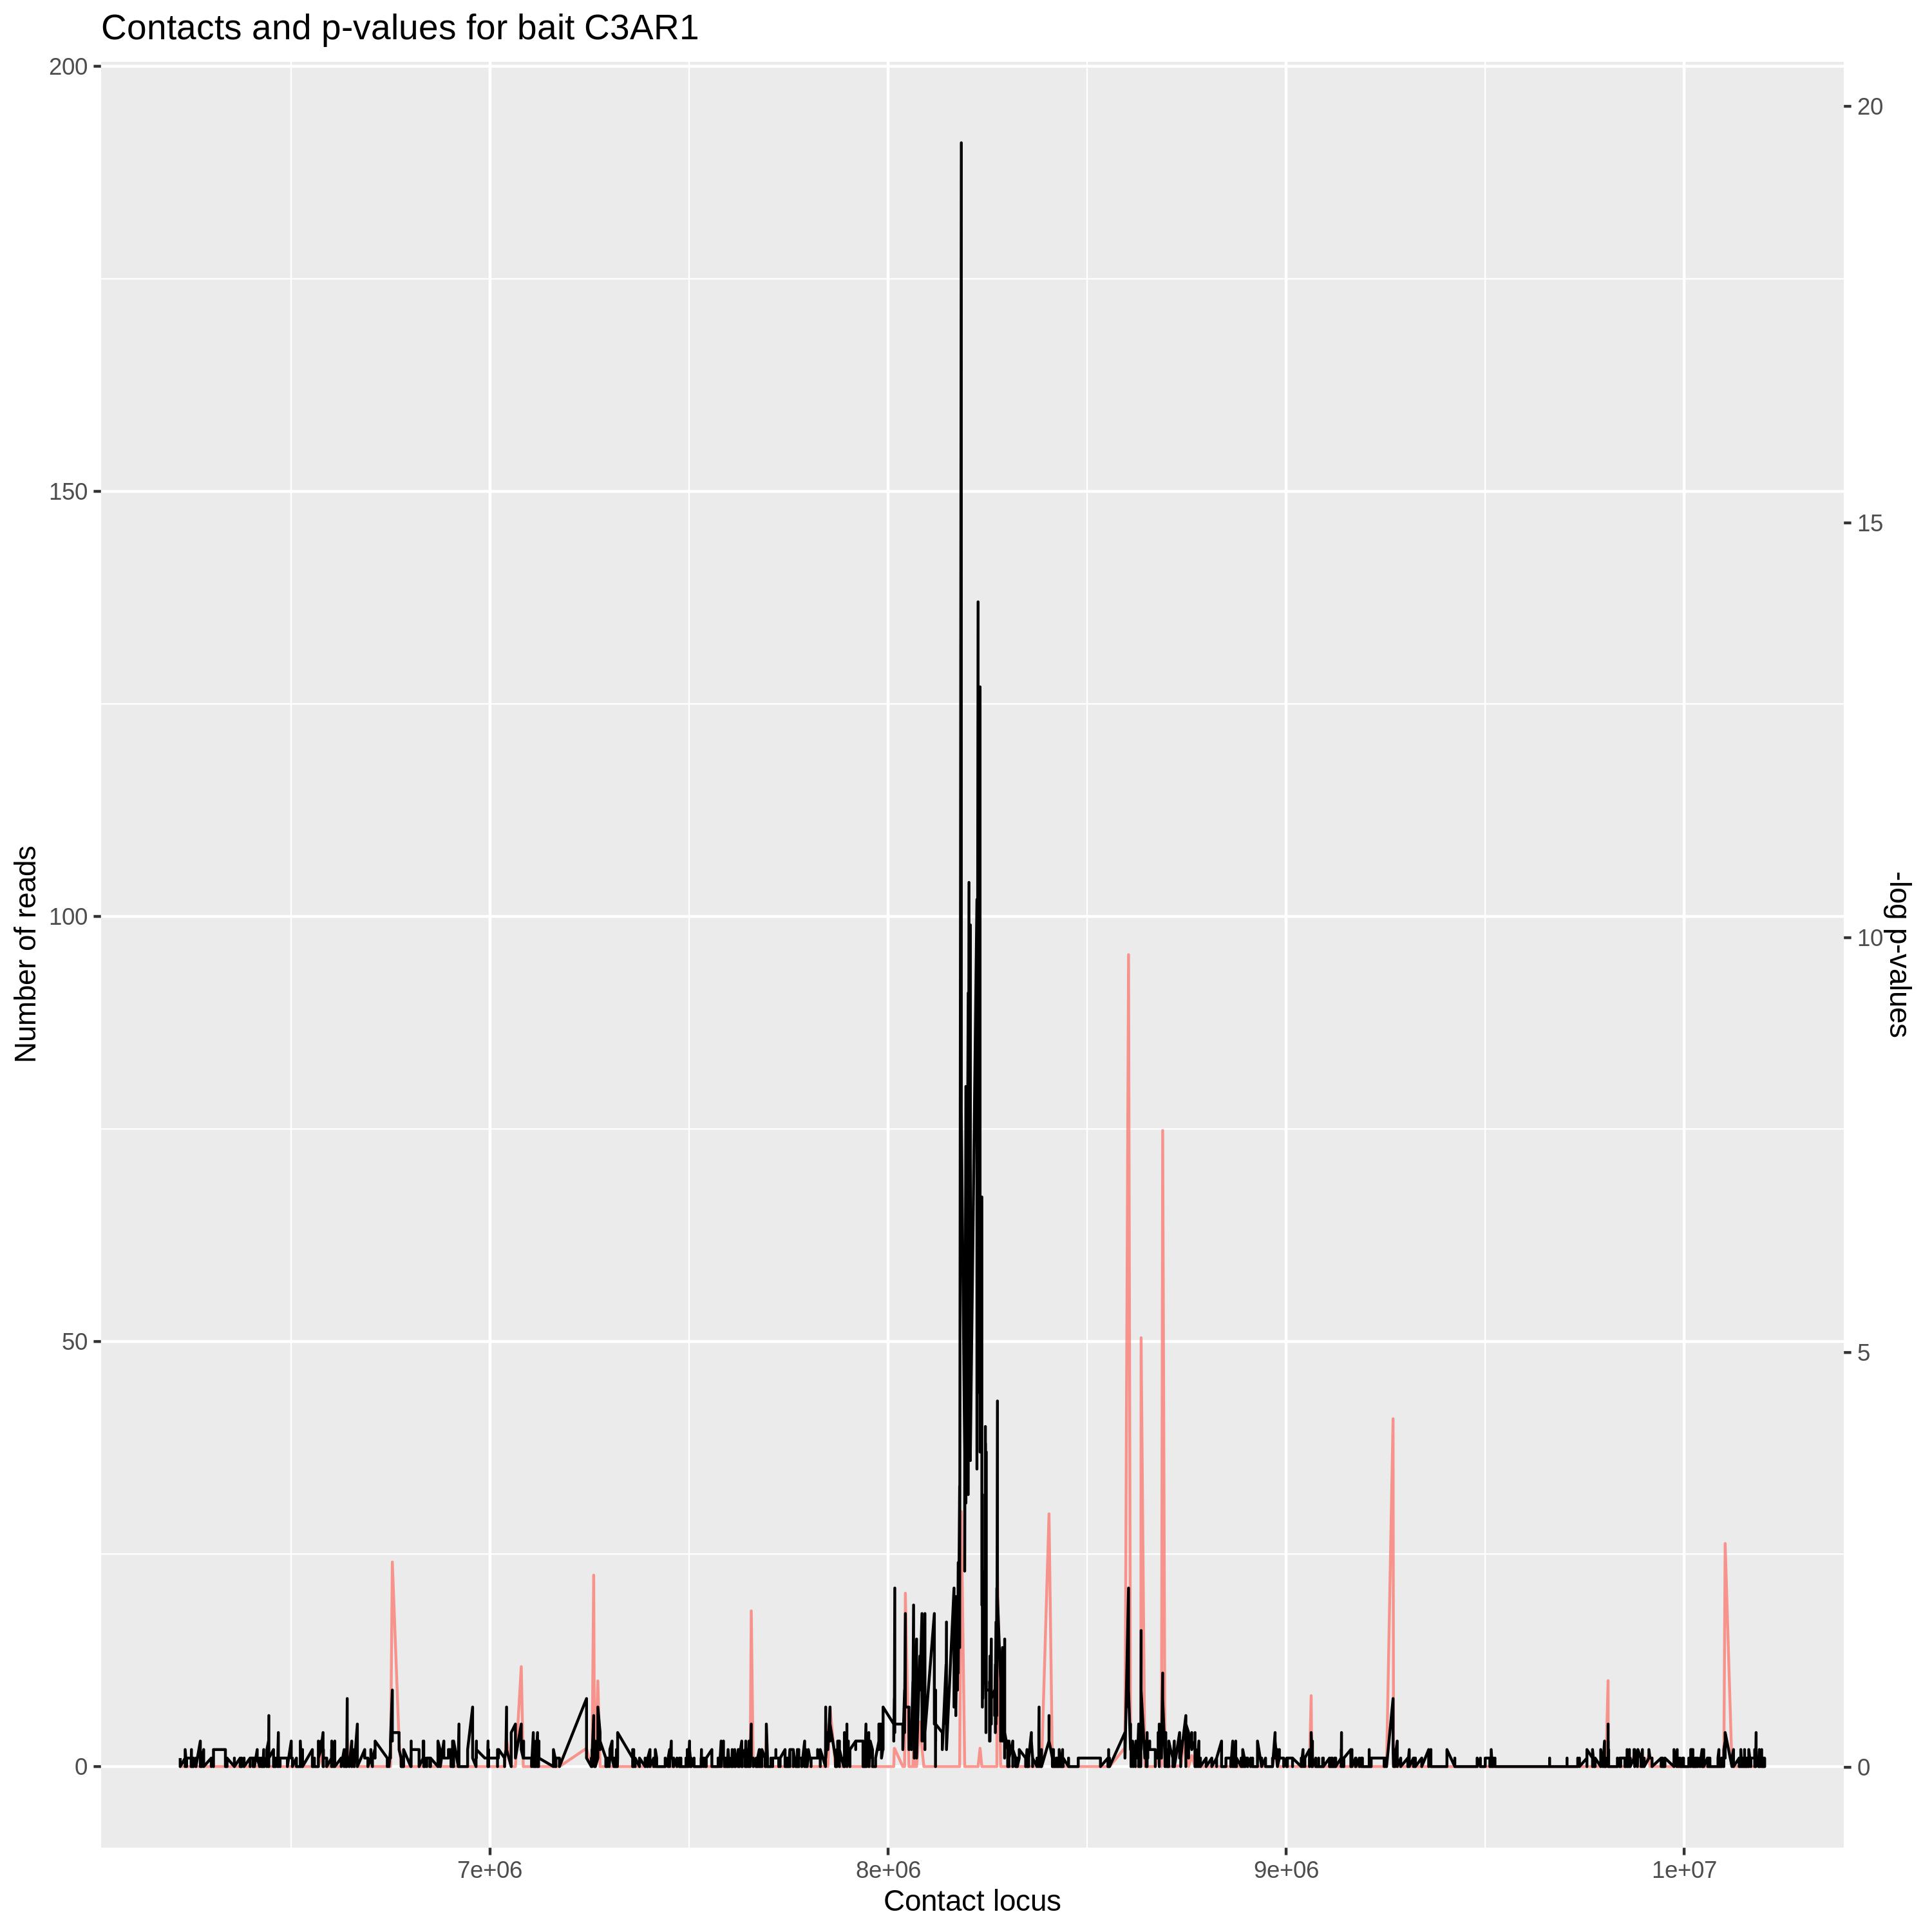 Contacts and p-values for bait C3AR1
200
150
100
50
0
Number of reads
20
15
10
5
0
-log p-values
7e+06
8e+06
9e+06
1e+07
Contact locus